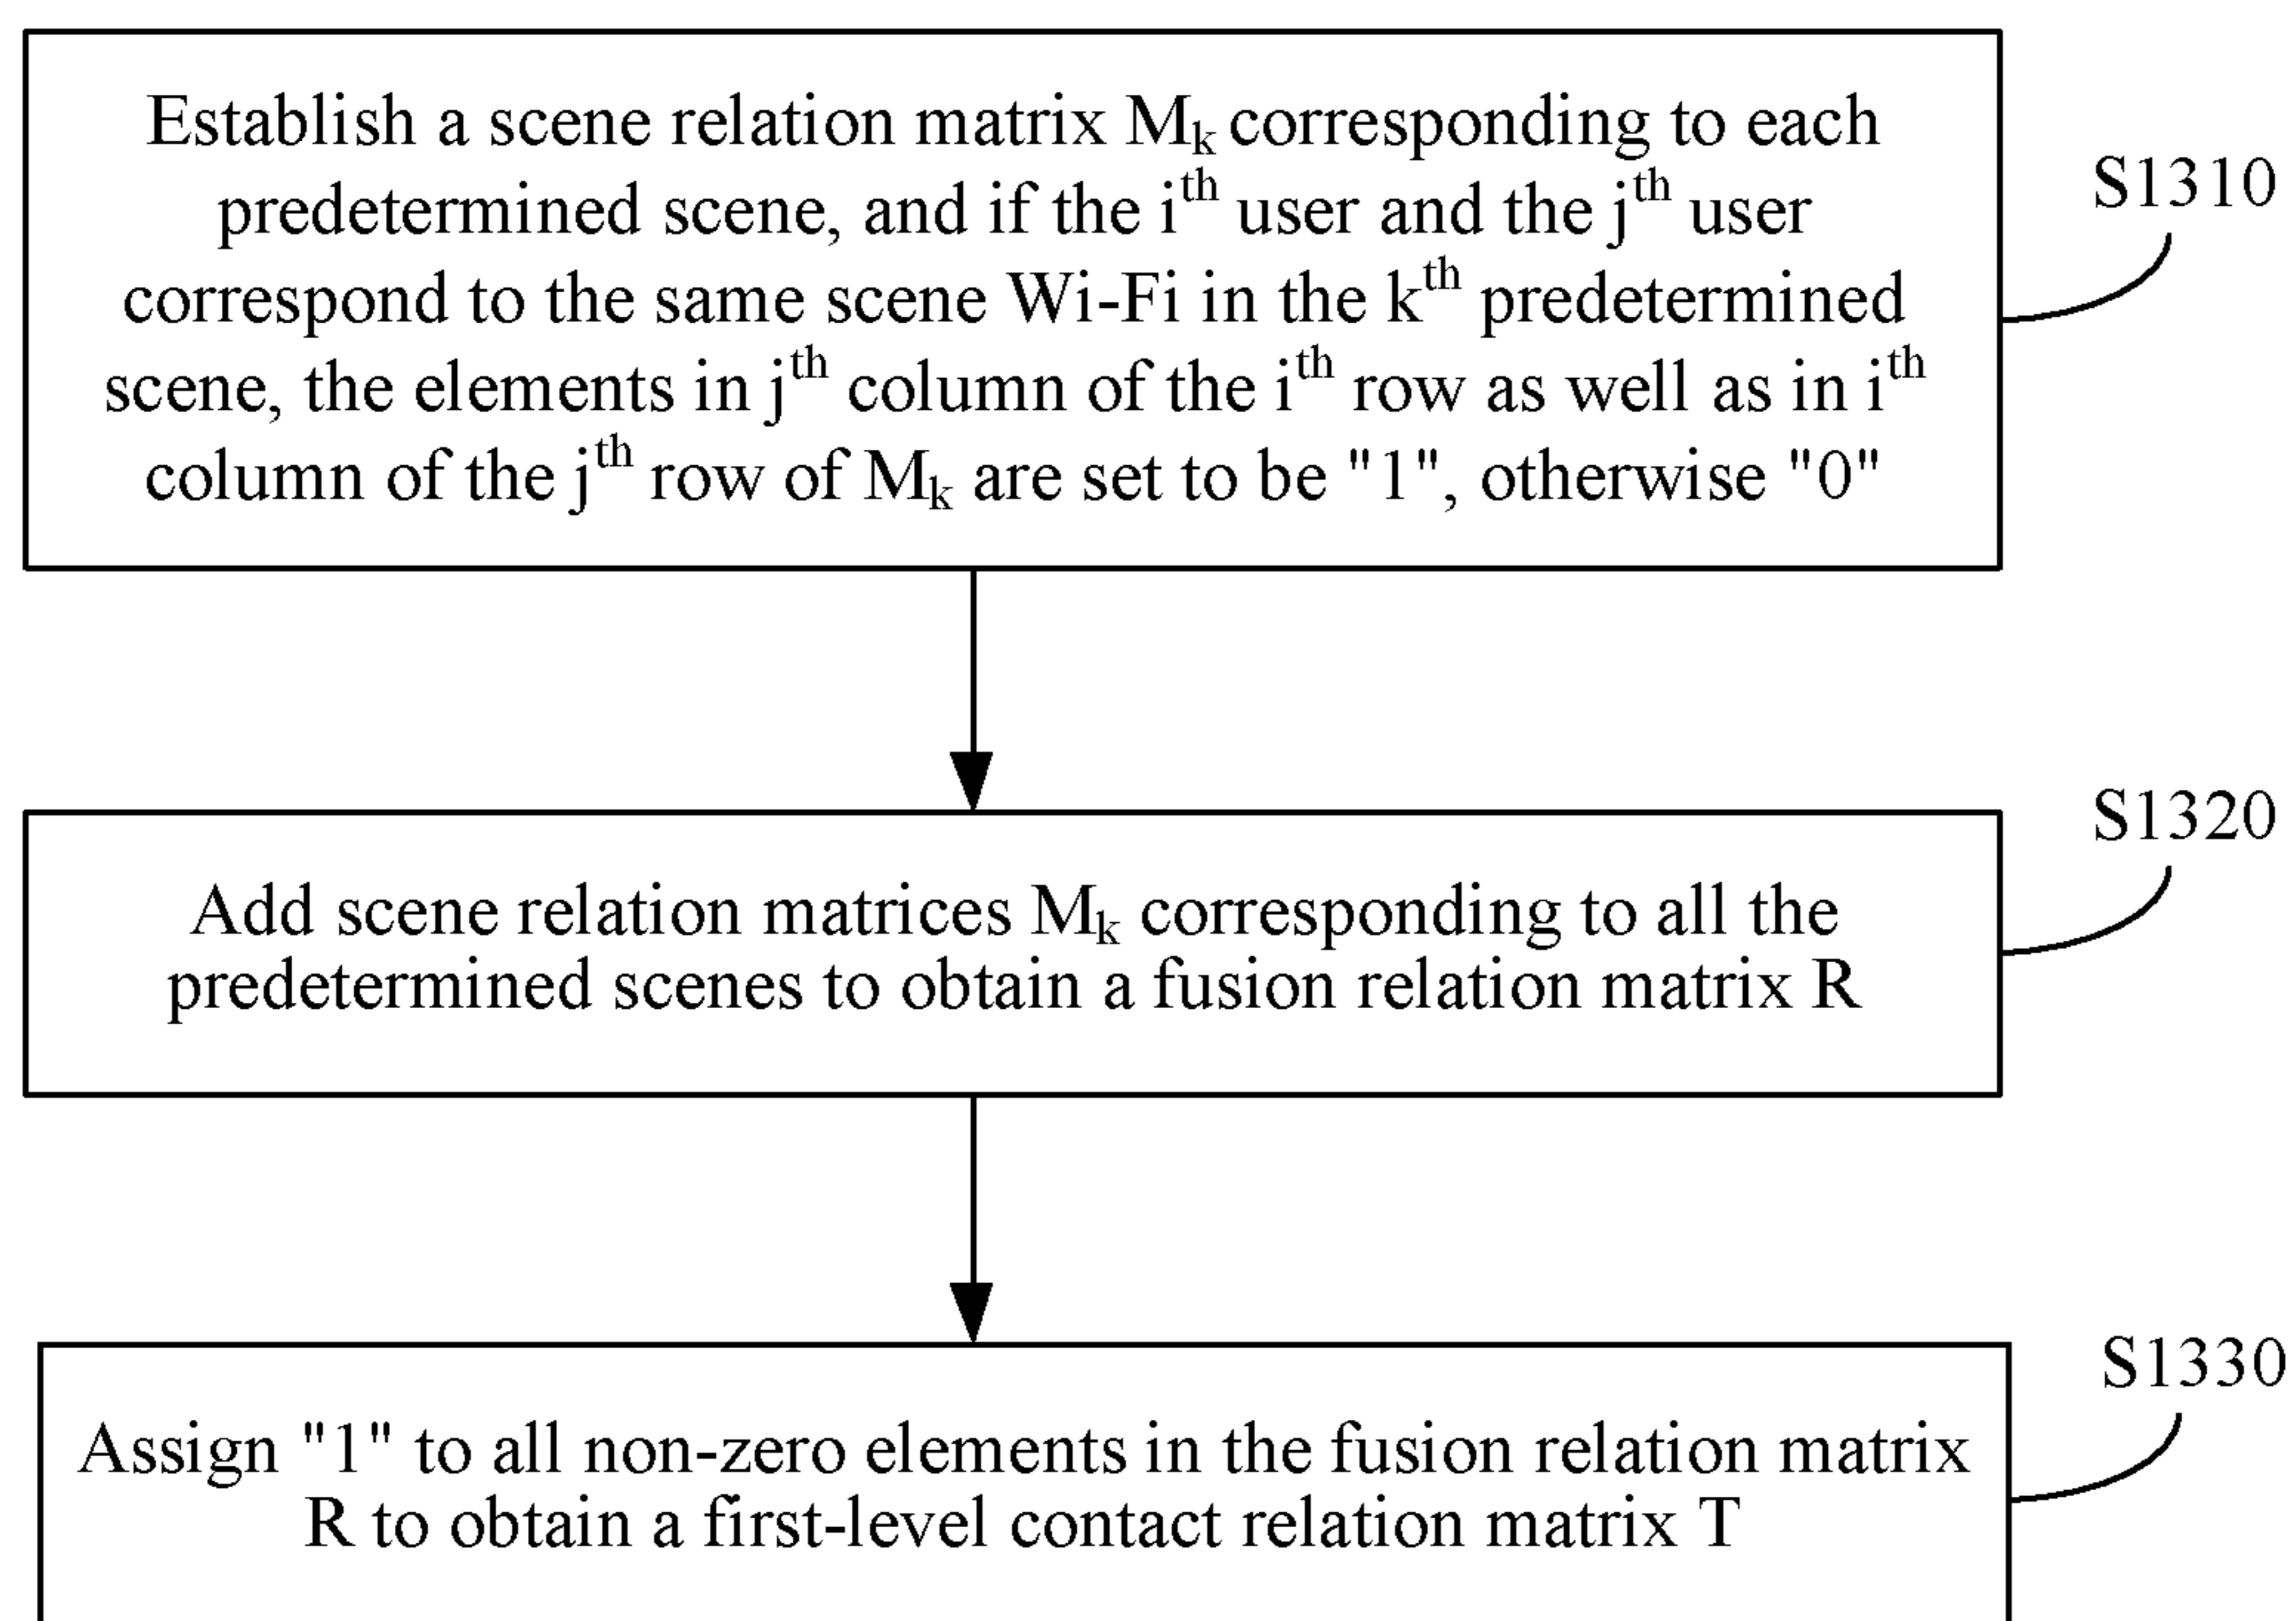 Establish a scene relation matrix Mk corresponding to each
predetermined scene, and if the ith user and the jth user
correspond to the same scene Wi-Fi in the kth predetermined
scene, the elements in jth column of the ith row as well as in ith
column of the jth row of Mk are set to be "1", otherwise "0"
S1310
Add scene relation matrices Mk corresponding to all the
predetermined scenes to obtain a fusion relation matrix R
S1320
Assign "1" to all non-zero elements in the fusion relation matrix
R to obtain a first-level contact relation matrix T
S1330